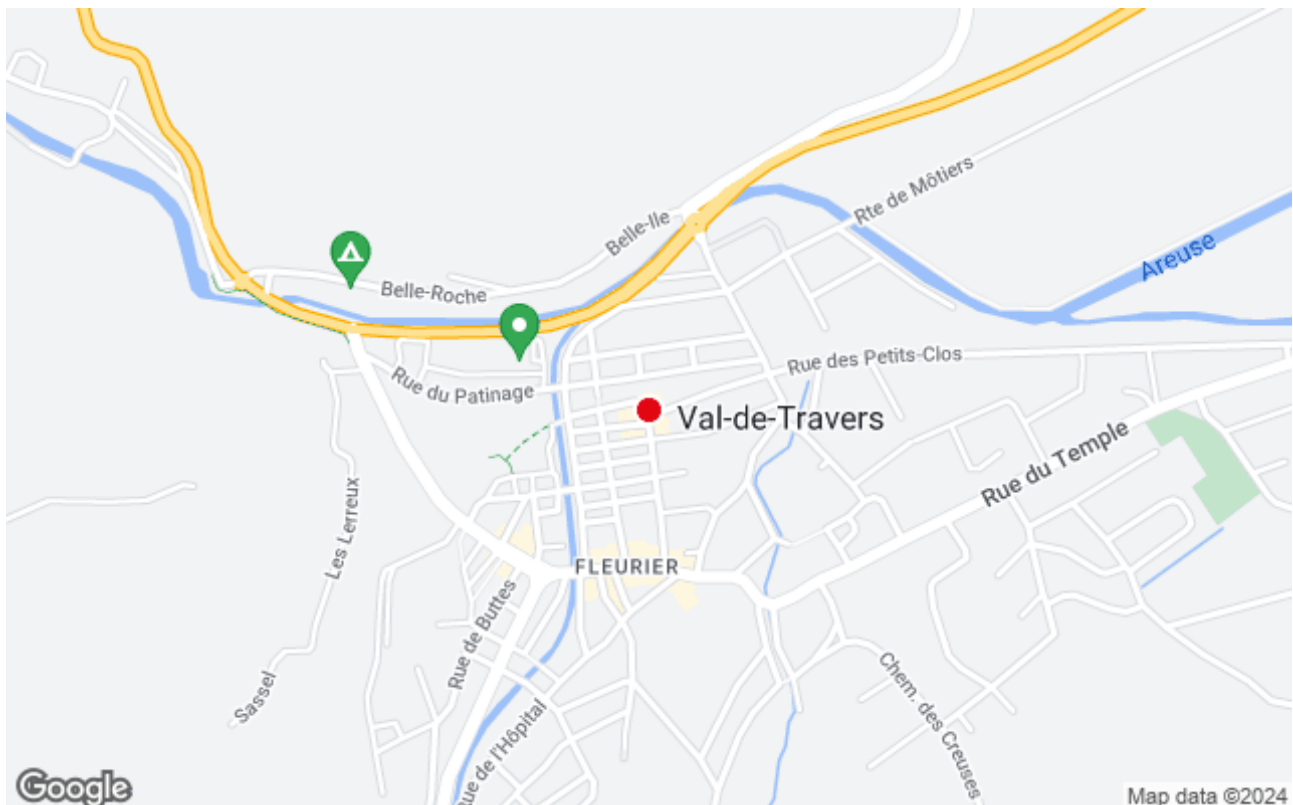 Rte de Môtiers
Belle-Ile
Areuse
Belle-Roche
Rue des Petits-Clos
Rue du Patinage
Val-de-Travers
Rue du Temple
Les Lerreux
FLEURIER
Rue de Buttes
Sassel
Chem. des Creuses
Rue de l'Hôpital
Google
Map data ©2024